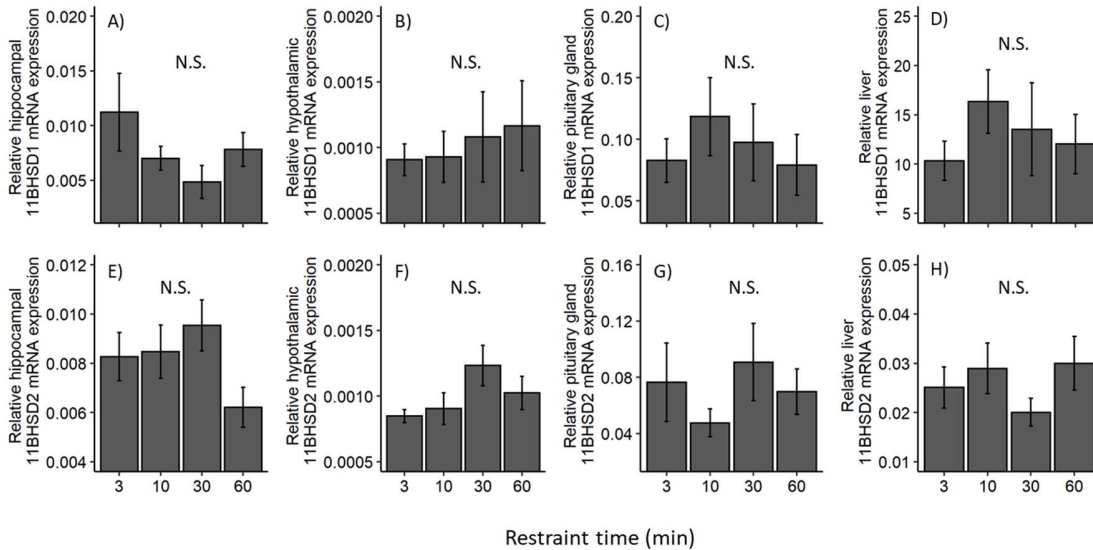 A)
N.S.
Relative hippocampal
11BHSD1 mRNA expression
0.020
0.015
0.010
0.005
B)
N.S.
Relative hypothalamic
11BHSD1 mRNA expression
0.0020
0.0015
0.0010
0.0005
C)
N.S.
Relative pituitary gland
11BHSD1 mRNA expression
0.20
0.15
0.10
0.05
D)
N.S.
Relative liver
11BHSD1 mRNA expression
25
20
15
10
5
E)
N.S.
Relative hippocampal
11BHSD2 mRNA expression
0.012
0.010
0.008
0.006
0.004
3 10 30 60
F)
N.S.
Relative hypothalamic
11BHSD2 mRNA expression
0.0020
0.0015
0.0010
0.0005
3 10 30 60
G)
N.S.
Relative pituitary gland
11BHSD2 mRNA expression
0.16
0.12
0.08
0.04
3 10 30 60
H)
N.S.
Relative liver
11BHSD2 mRNA expression
0.05
0.04
0.03
0.02
0.01
3 10 30 60
Restraint time (min)